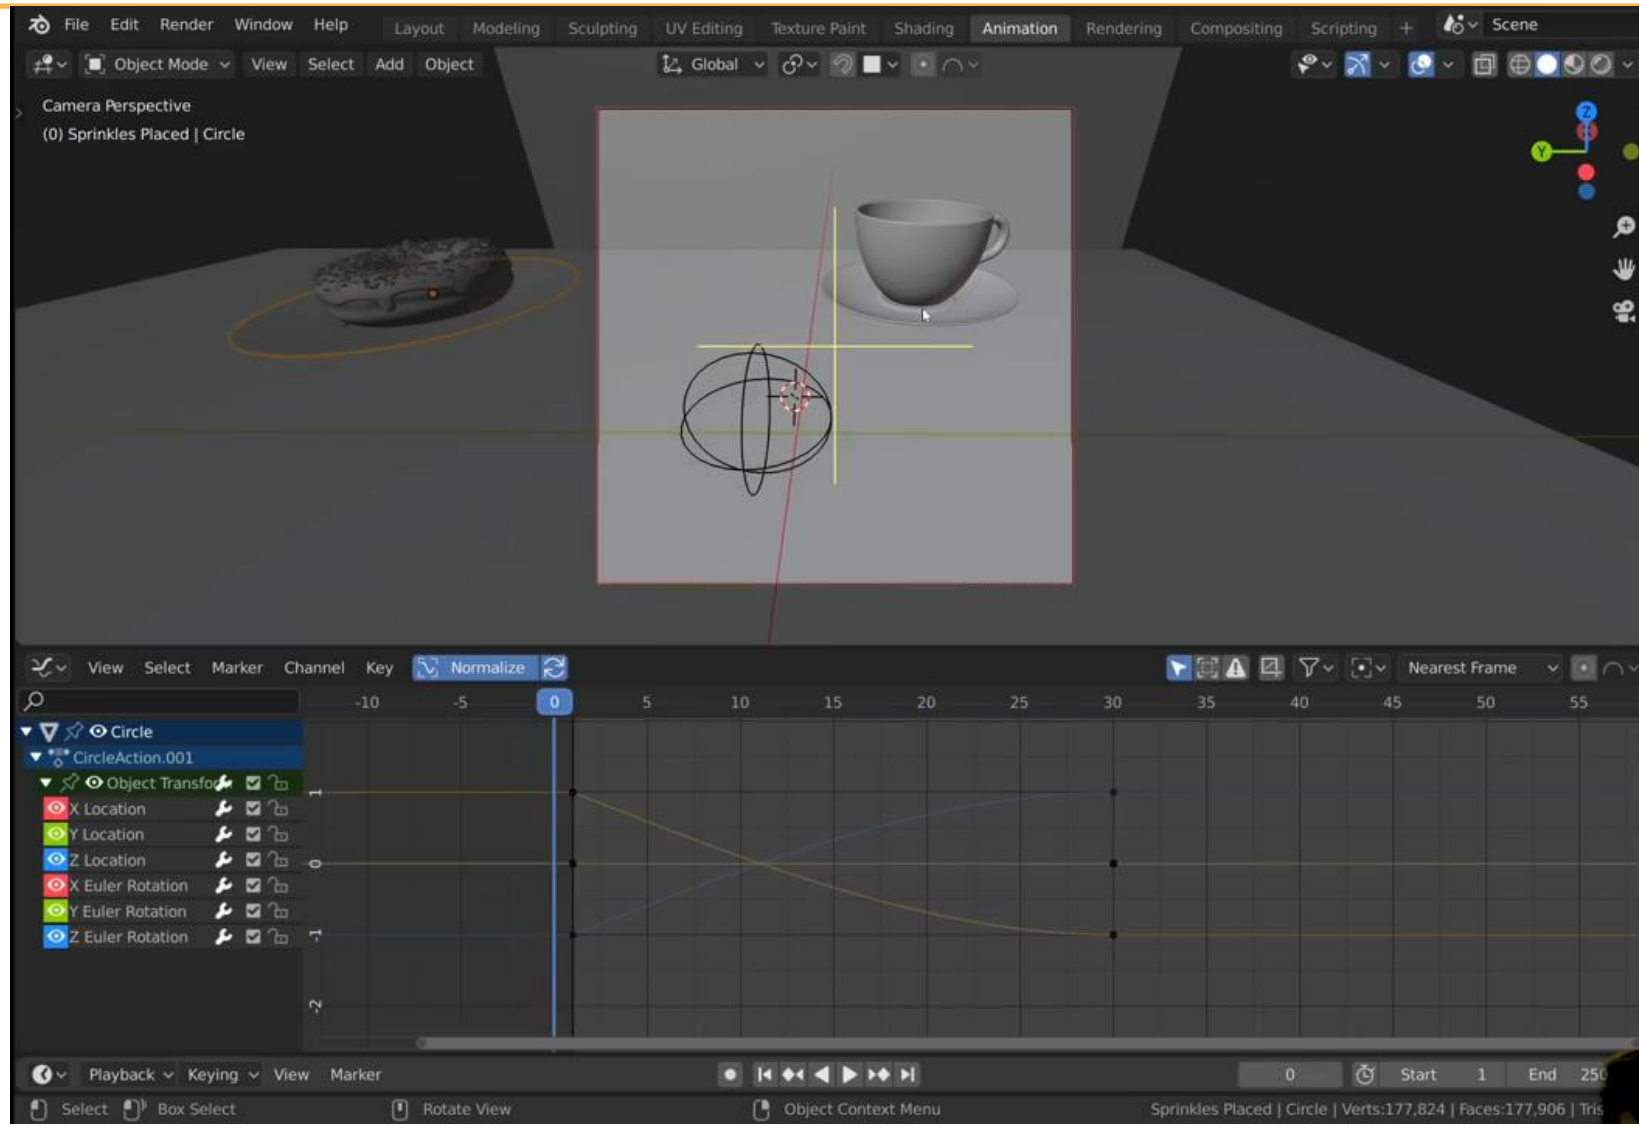 File Edit Render Window Help Layout Modeling Sculpting UV Editing Texture Paint Shading Animation Rendering Compositing Scripting + Scene
Object Mode View Select Add Object Global
Camera Perspective
(0) Sprinkles Placed | Circle
Z
Y
View Select Marker Channel Key Normalize Nearest Frame
-10 -5 0 5 10 15 20 25 30 35 40 45 50 55
Circle
CircleAction.001
Object Transfo
X Location
Y Location
Z Location
X Euler Rotation
Y Euler Rotation
Z Euler Rotation
1
0
-1
-2
Playback Keying View Marker 0 Start 1 End 250
Select Box Select Rotate View Object Context Menu Sprinkles Placed | Circle | Verts:177,824 | Faces:177,906 | Tris